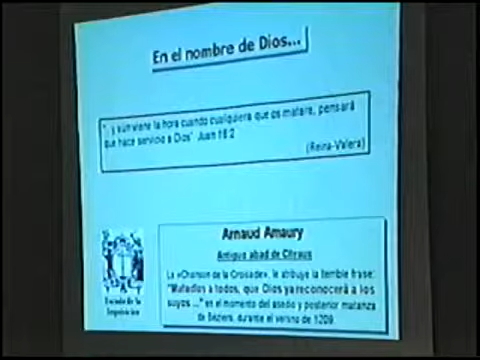 En el nombre de Dios...
"...y aún viene la hora cuando cualquiera que os matare, pensará
que hace servicio a Dios" Juan 16:2
(Reina-Valera)
Arnaud Amaury
Antiguo abad de Citeaux
La «Chanson de la Croisade», le atribuye la terrible frase:
"Matadlos a todos, que Dios ya reconocerá a los
suyos..." en el momento del asedio y posterior matanza
de Beziers, durante el verano de 1209.
Escudo de la
Inquisición